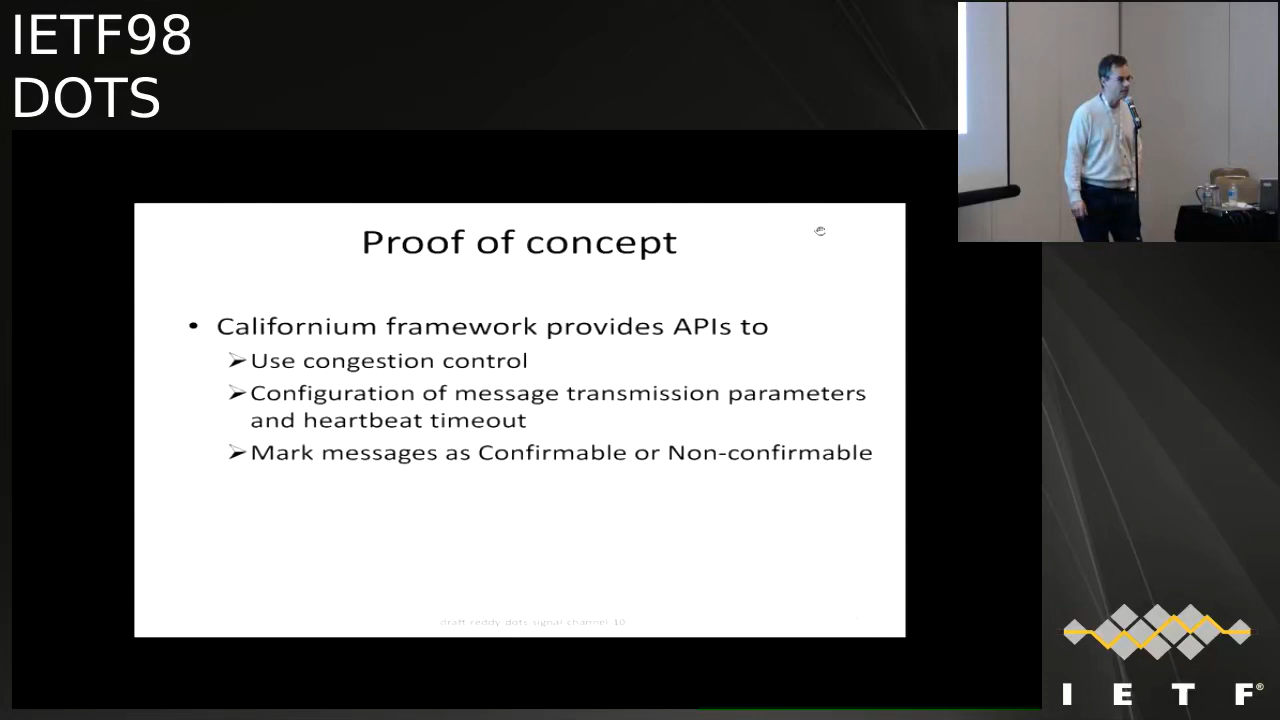 IETF98
DOTS
Proof of concept
• Californium framework provides APIs to
➢Use congestion control
➢Configuration of message transmission parameters
and heartbeat timeout
➢Mark messages as Confirmable or Non-confirmable
draft reddy dots signal channel 10
I E T F®